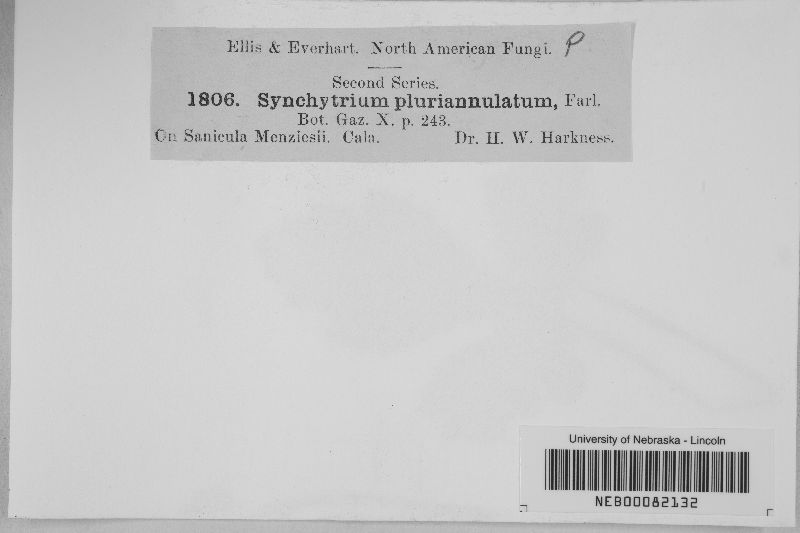 Ellis & Everhart. North American Fungi. P
Second Series.
1806. Synchytrium pluriannulatum, Farl.
Bot. Gaz. X. p. 243.
On Sanicula Menziesii. Cala. Dr. H. W. Harkness.
University of Nebraska - Lincoln
NEB00082132